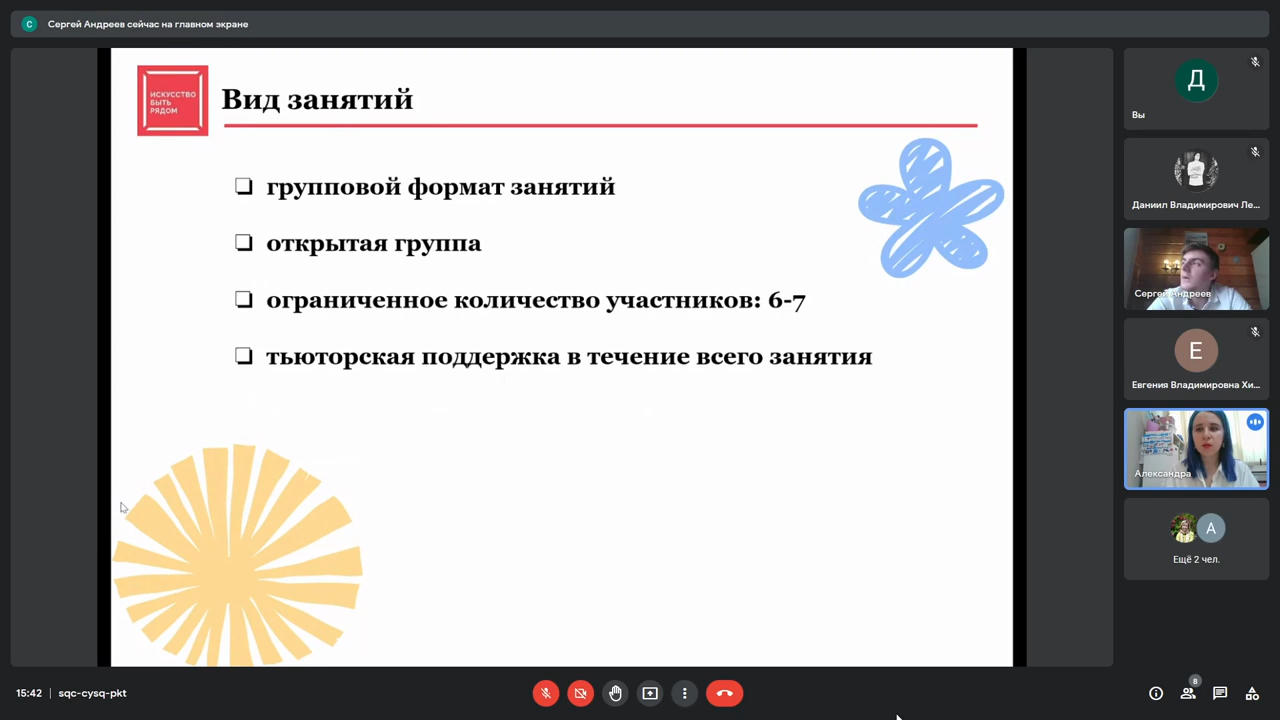 С
Сергей Андреев сейчас на главном экране
ИСКУССТВО
БЫТЬ
РЯДОМ
Вид занятий
групповой формат занятий
открытая группа
ограниченное количество участников: 6-7
тьюторская поддержка в течение всего занятия
Д
Вы
Даниил Владимирович Ле...
Сергей Андреев
Е
Евгения Владимировна Хи...
Александра
А
Ещё 2 чел.
15:42 | sqc-cysq-pkt
8